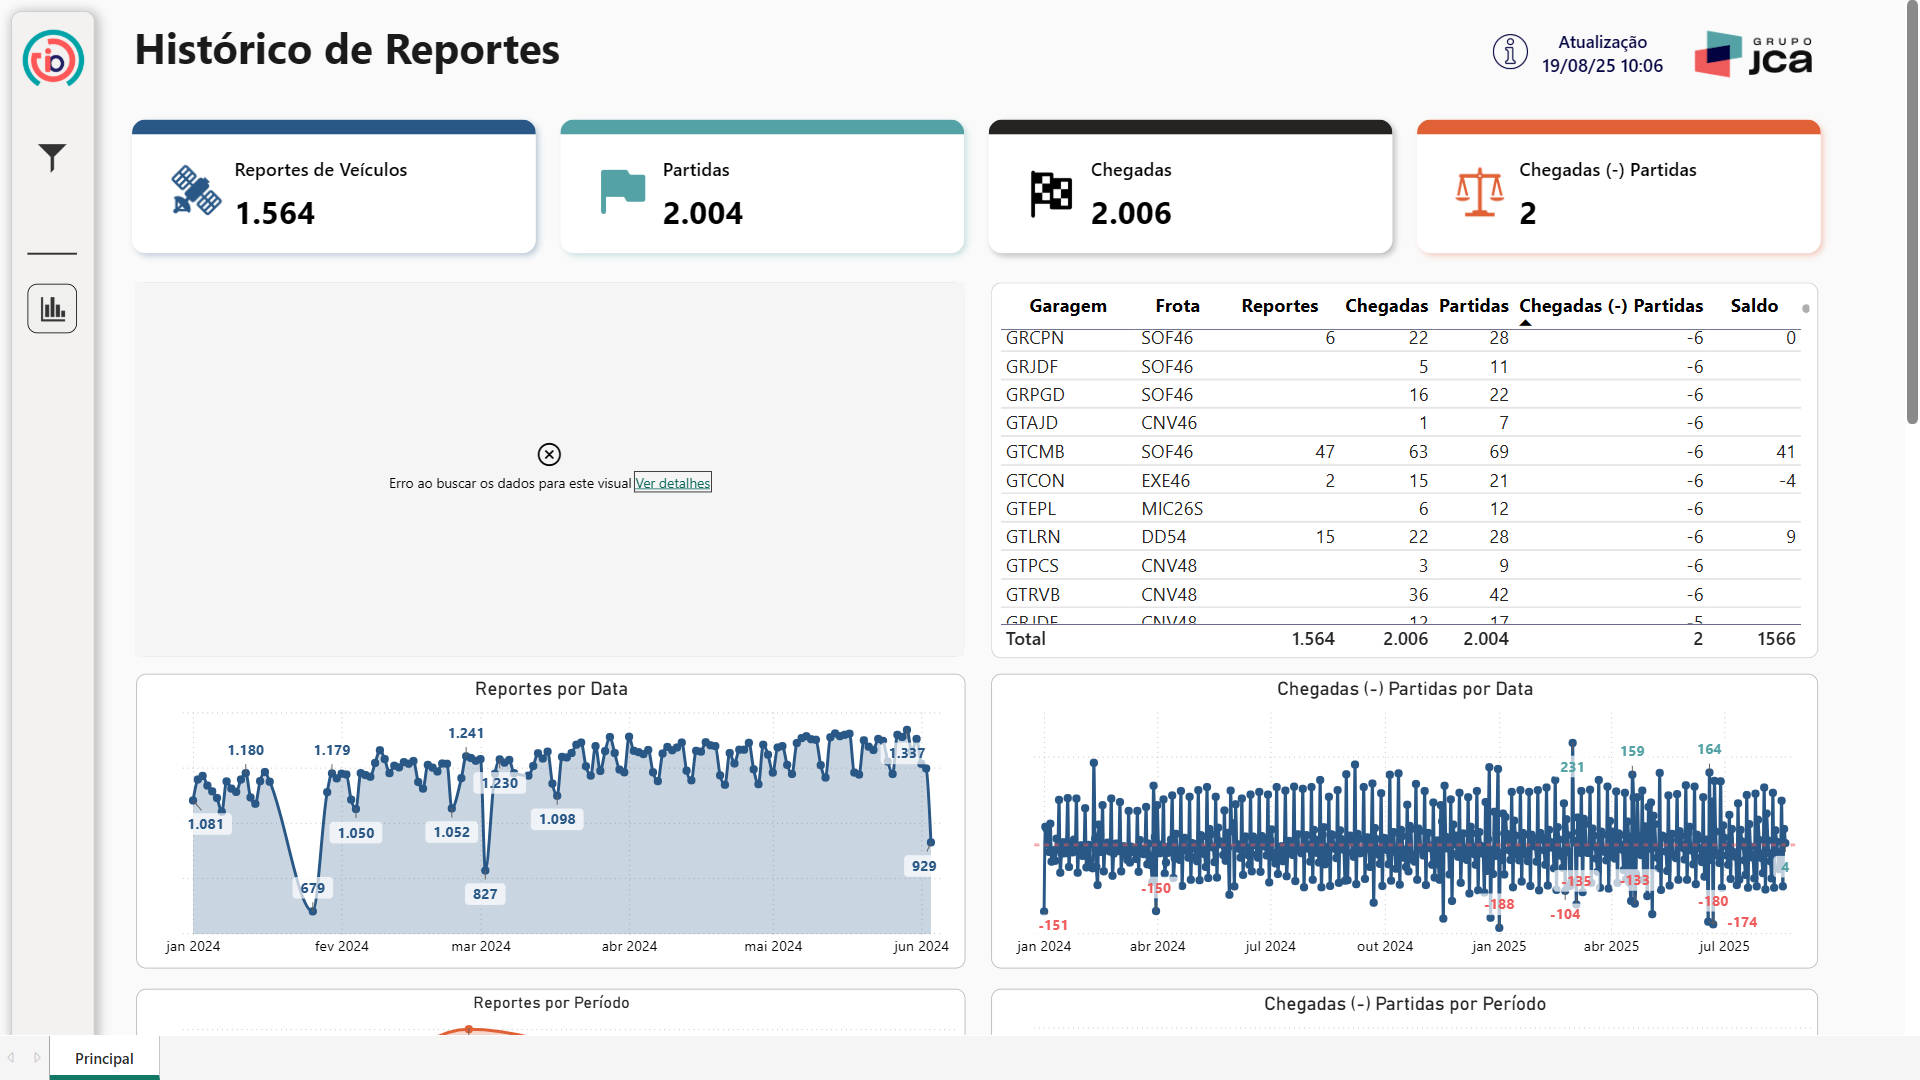 Histórico de Reportes
Atualização
19/08/25 10:06
GRUPO
jca
Reportes de Veículos
1.564
Partidas
2.004
Chegadas
2.006
Chegadas (-) Partidas
2
Erro ao buscar os dados para este visual Ver detalhes
Garagem Frota Reportes Chegadas Partidas Chegadas (-) Partidas Saldo
GRCPN SOF46 6 22 28 -6 0
GRJDF SOF46 5 11 -6
GRPGD SOF46 16 22 -6
GTAJD CNV46 1 7 -6
GTCMB SOF46 47 63 69 -6 41
GTCON EXE46 2 15 21 -6 -4
GTEPL MIC26S 6 12 -6
GTLRN DD54 15 22 28 -6 9
GTPCS CNV48 3 9 -6
GTRVB CNV48 36 42 -6
GRJDF CNV48 12 17 -5
Total 1.564 2.006 2.004 2 1566
Reportes por Data
1.081
1.180
679
1.179
1.050
1.052
1.241
827
1.230
1.098
1.337
929
jan 2024 fev 2024 mar 2024 abr 2024 mai 2024 jun 2024
Chegadas (-) Partidas por Data
-151
-150
-188
231
-135
-104
159
-133
164
-180
-174
4
jan 2024 abr 2024 jul 2024 out 2024 jan 2025 abr 2025 jul 2025
Reportes por Período
Chegadas (-) Partidas por Período
Principal